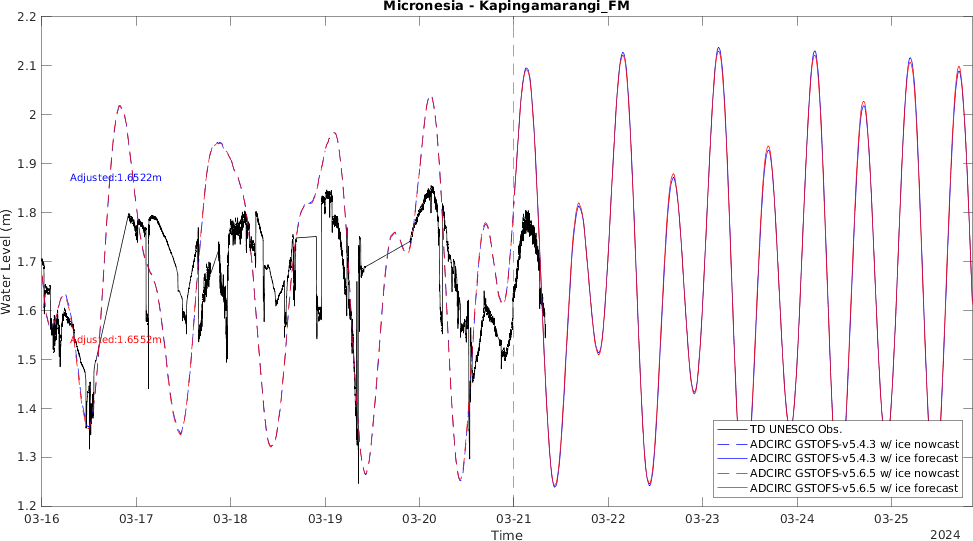 Micronesia - Kapingamarangi_FM
Water Level (m)
2.2
2.1
2
1.9
1.8
1.7
1.6
1.5
1.4
1.3
1.2
Adjusted:1.6522m
Adjusted:1.6552m
TD UNESCO Obs.
ADCIRC GSTOFS-v5.4.3 w/ ice nowcast
ADCIRC GSTOFS-v5.4.3 w/ ice forecast
ADCIRC GSTOFS-v5.6.5 w/ ice nowcast
ADCIRC GSTOFS-v5.6.5 w/ ice forecast
03-16 03-17 03-18 03-19 03-20 03-21 03-22 03-23 03-24 03-25
Time
2024